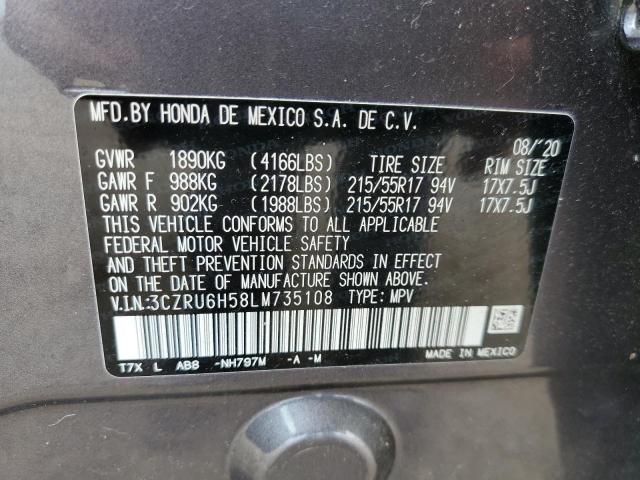 MFD.BY HONDA DE MEXICO S.A. DE C.V.
08/'20
GVWR 1890KG (4166LBS) TIRE SIZE RIM SIZE
GAWR F 988KG (2178LBS) 215/55R17 94V 17X7.5J
GAWR R 902KG (1988LBS) 215/55R17 94V 17X7.5J
THIS VEHICLE CONFORMS TO ALL APPLICABLE
FEDERAL MOTOR VEHICLE SAFETY
AND THEFT PREVENTION STANDARDS IN EFFECT
ON THE DATE OF MANUFACTURE SHOWN ABOVE.
V.I.N:3CZRU6H58LM735108 TYPE: MPV
T7X L AB8 -NH797M -A -M MADE IN MEXICO